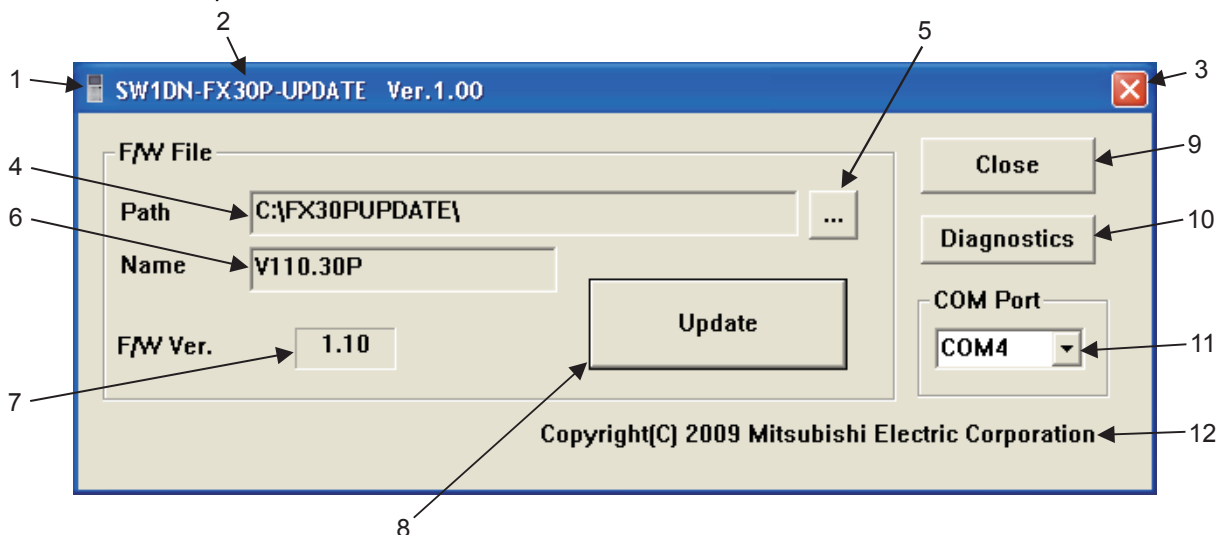 2
5
1
SW1DN-FX30P-UPDATE Ver.1.00
3
F/W File
4
Path
C:\FX30PUPDATE\
...
Close
9
6
Name
V110.30P
Diagnostics
10
F/W Ver.
1.10
Update
COM Port
COM4
11
7
Copyright(C) 2009 Mitsubishi Electric Corporation
12
8